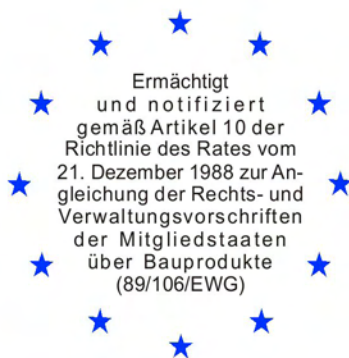 Ermächtigt
und notifiziert
gemäß Artikel 10 der
Richtlinie des Rates vom
21. Dezember 1988 zur An-
gleichung der Rechts- und
Verwaltungsvorschriften
der Mitgliedstaaten
über Bauprodukte
(89/106/EWG)